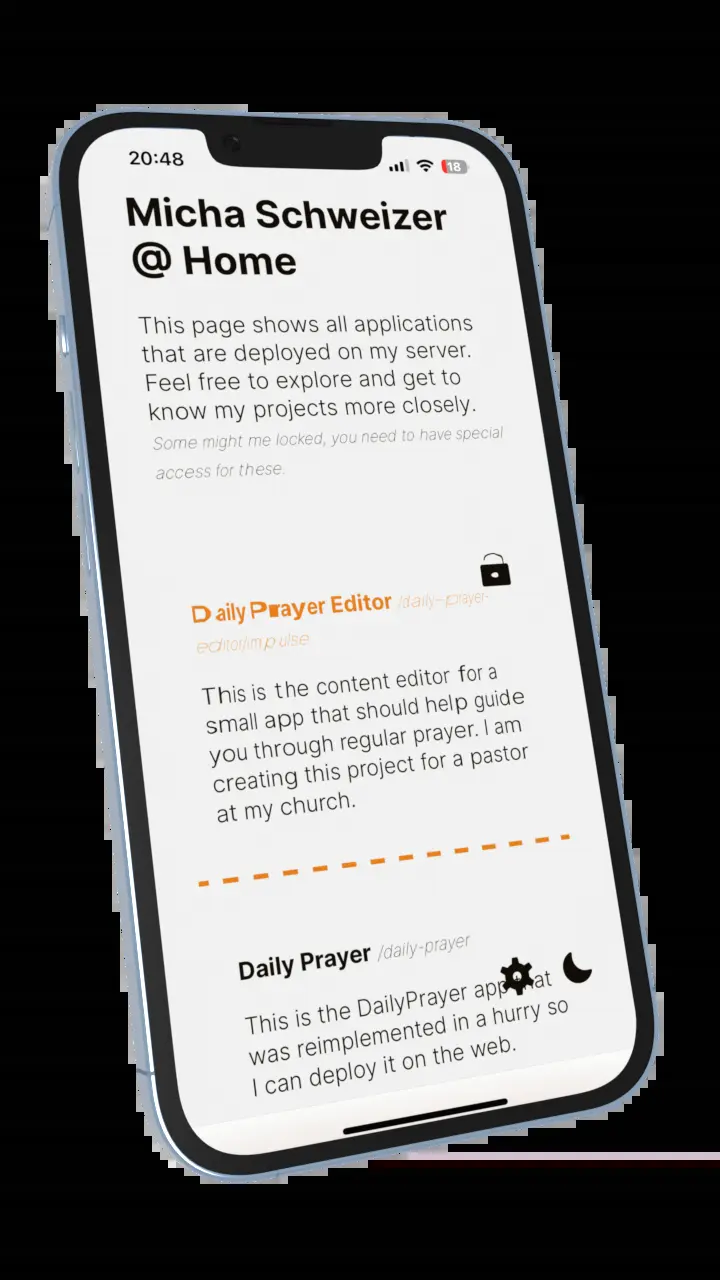 20:48
18
Micha Schweizer
@ Home
This page shows all applications
that are deployed on my server.
Feel free to explore and get to
know my projects more closely.
Some might me locked, you need to have special
access for these.
Daily Prayer Editor /daily-prayer-
editor/impulse
This is the content editor for a
small app that should help guide
you through regular prayer. I am
creating this project for a pastor
at my church.
Daily Prayer /daily-prayer
This is the DailyPrayer app that
was reimplemented in a hurry so
I can deploy it on the web.